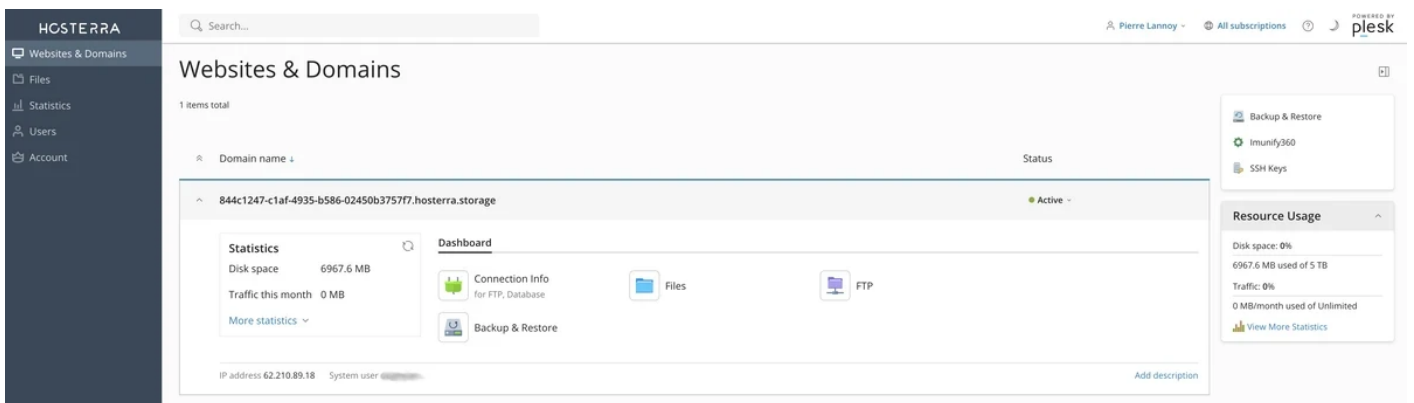 HOSTERRA
Search...
Pierre Lannoy
All subscriptions
POWERED BY
plesk
Websites & Domains
Files
Statistics
Users
Account
Websites & Domains
1 items total
Domain name ↓
Status
844c1247-c1af-4935-b586-02450b3757f7.hosterra.storage
Active
Statistics
Disk space 6967.6 MB
Traffic this month 0 MB
More statistics
Dashboard
Connection Info
for FTP, Database
Files
FTP
Backup & Restore
IP address 62.210.89.18 System user
Add description
Backup & Restore
Imunify360
SSH Keys
Resource Usage
Disk space: 0%
6967.6 MB used of 5 TB
Traffic: 0%
0 MB/month used of Unlimited
View More Statistics